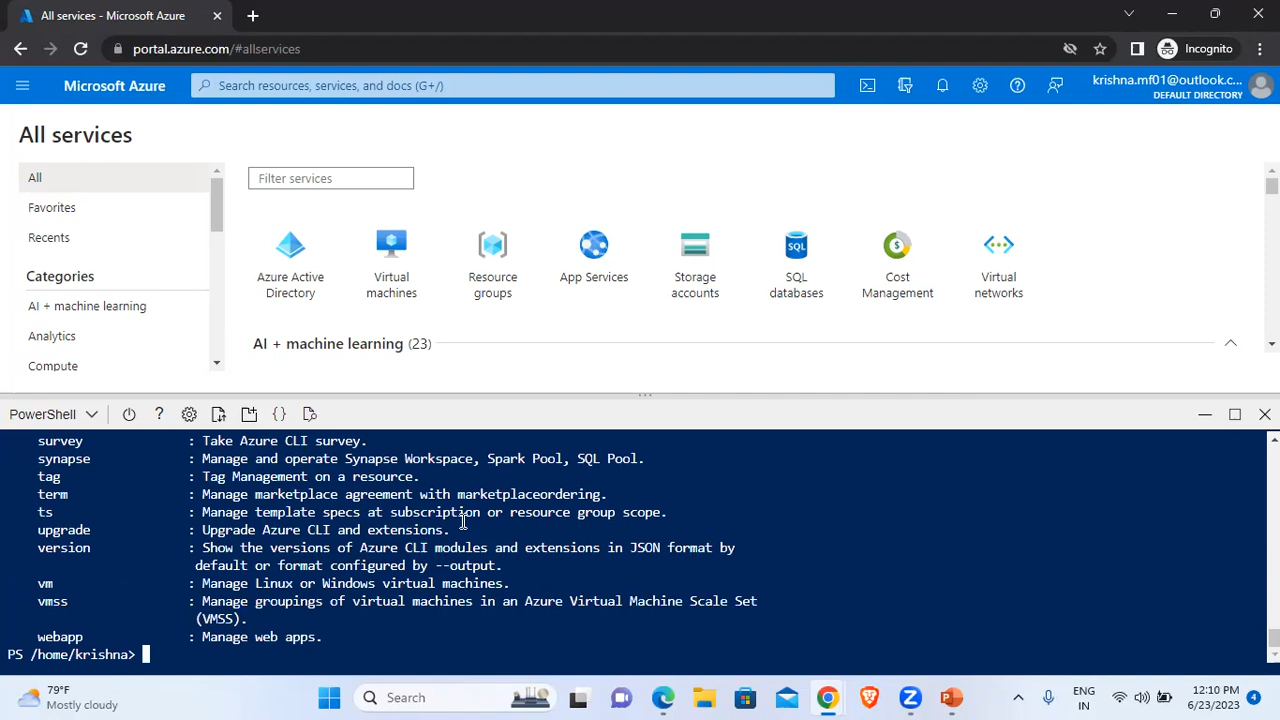 All services - Microsoft Azure
portal.azure.com/#allservices
Incognito
Microsoft Azure
Search resources, services, and docs (G+/)
krishna.mf01@outlook.c...
DEFAULT DIRECTORY
All services
All
Favorites
Recents
Categories
AI + machine learning
Analytics
Compute
Filter services
Azure Active
Directory
Virtual
machines
Resource
groups
App Services
Storage
accounts
SQL
SQL
databases
$
Cost
Management
Virtual
networks
AI + machine learning (23)
PowerShell
survey : Take Azure CLI survey.
synapse : Manage and operate Synapse Workspace, Spark Pool, SQL Pool.
tag : Tag Management on a resource.
term : Manage marketplace agreement with marketplaceordering.
ts : Manage template specs at subscription or resource group scope.
upgrade : Upgrade Azure CLI and extensions.
version : Show the versions of Azure CLI modules and extensions in JSON format by
default or format configured by --output.
vm : Manage Linux or Windows virtual machines.
vmss : Manage groupings of virtual machines in an Azure Virtual Machine Scale Set
(VMSS).
webapp : Manage web apps.
PS /home/krishna>
79°F
Mostly cloudy
Search
ENG
IN
12:10 PM
6/23/2023
4